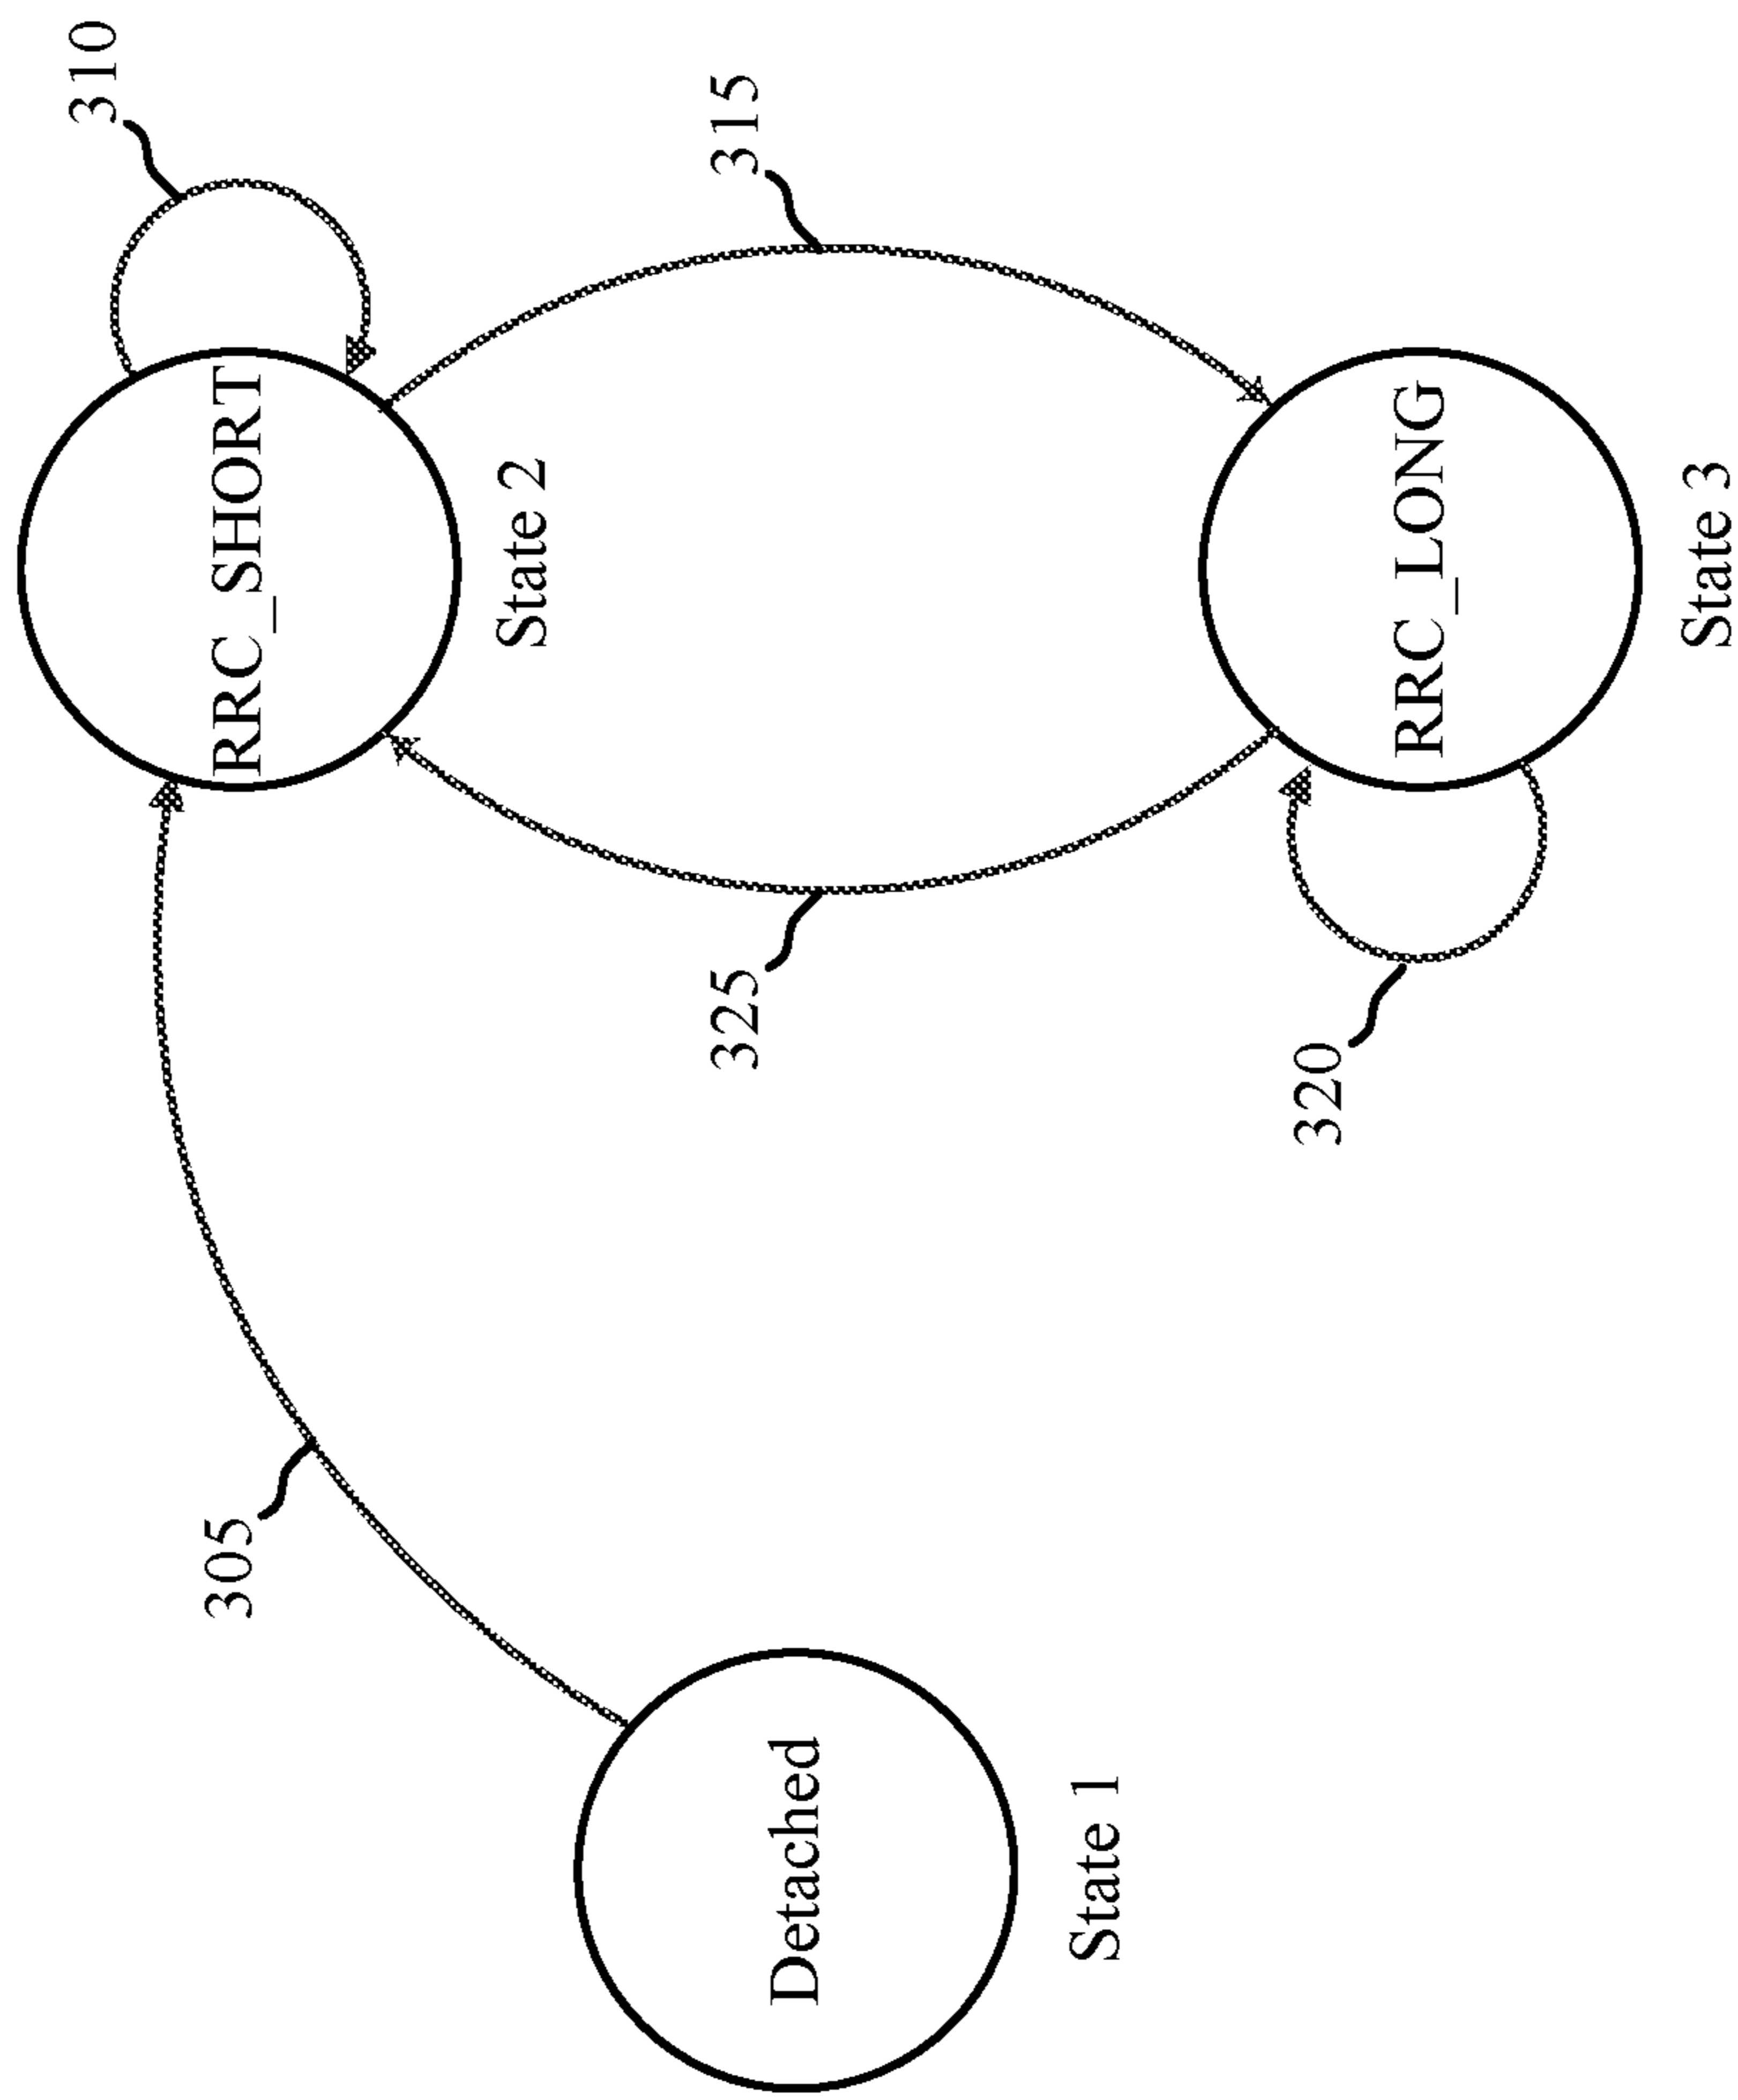 310
RRC_SHORT
State 2
305
315
325
Detached
State 1
RRC_LONG
State 3
320